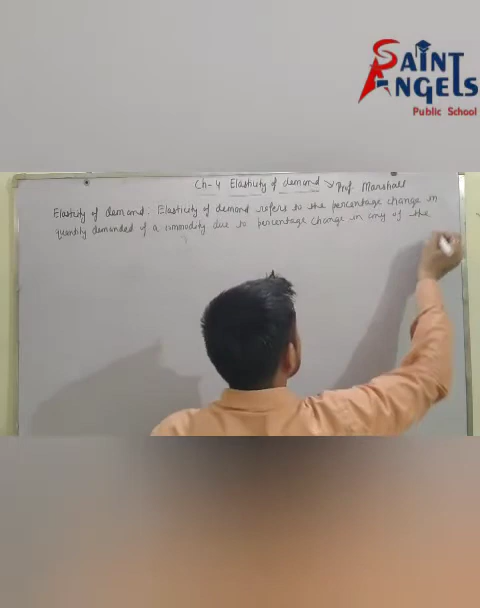 SAINT
ANGELS
Public School
Ch-4 Elasticity of demand → Prof. Marshall
Elasticity of demand: Elasticity of demand refers to the percentage change in
quantity demanded of a commodity due to percentage change in any of the